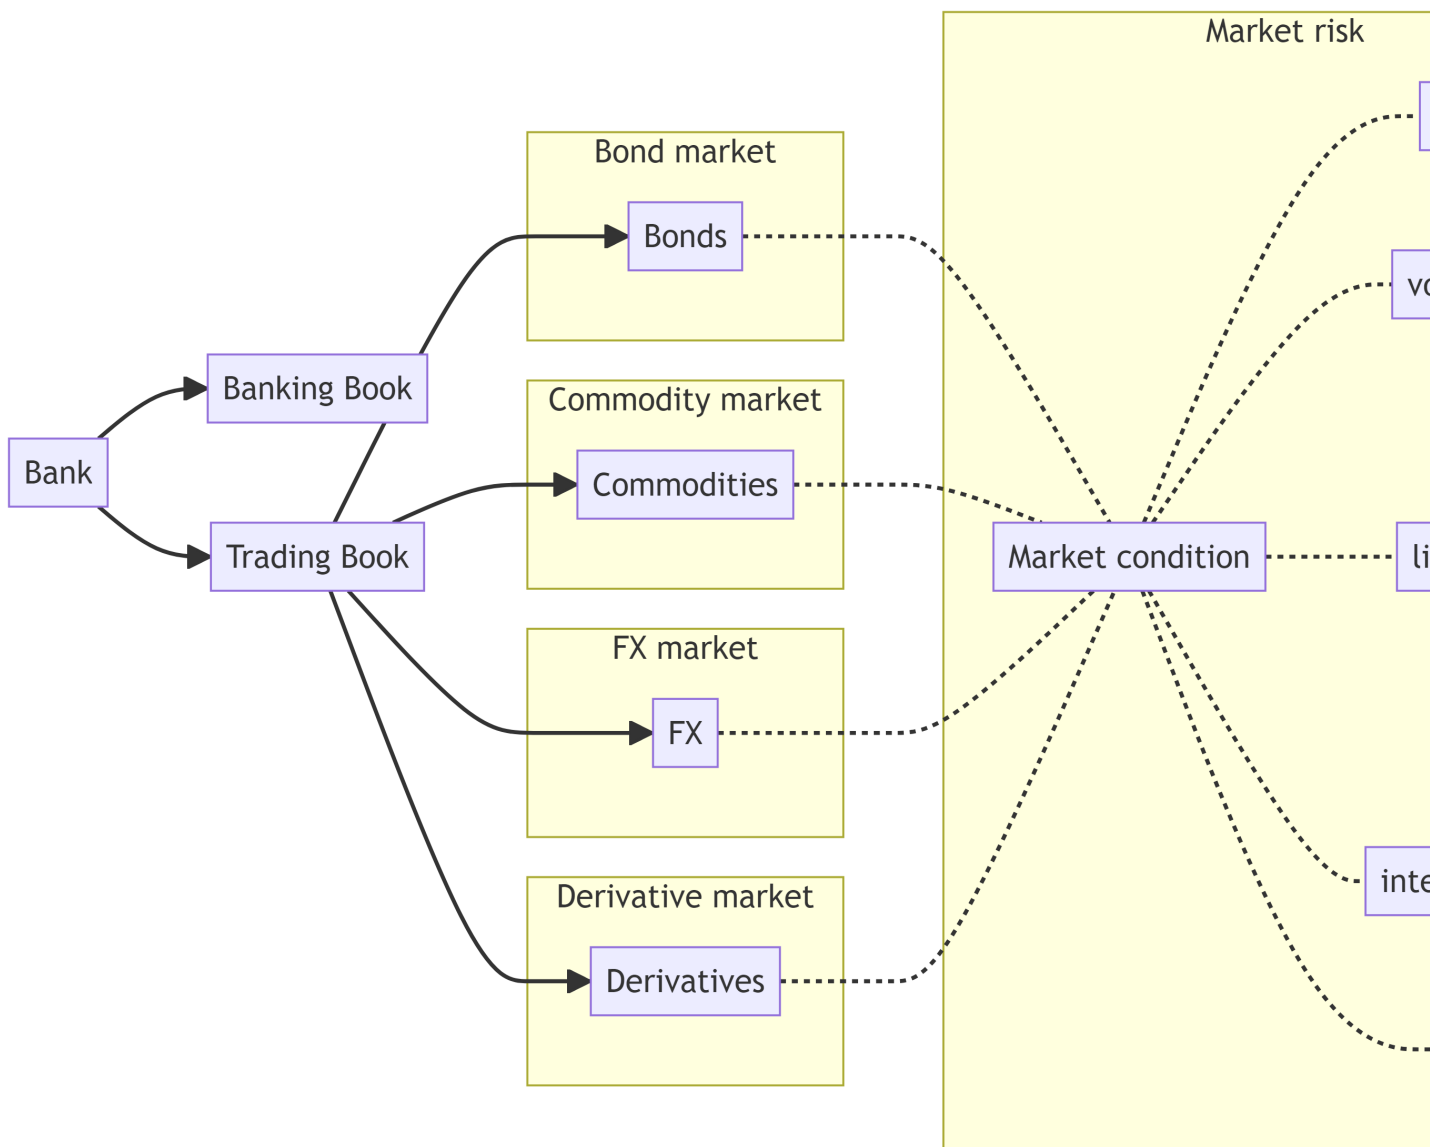 Market risk
Bond market
Bonds
Banking Book
Bank
Commodity market
Commodities
Trading Book
Market condition
FX market
FX
Derivative market
Derivatives